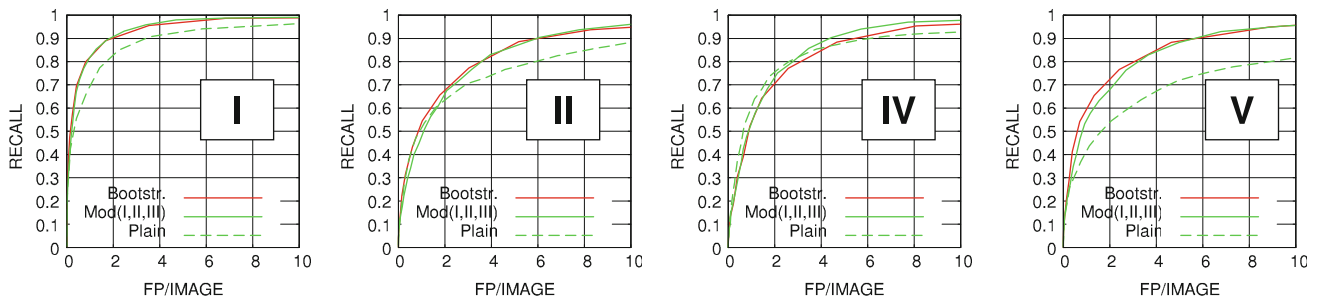 1
0.9
0.8
0.7
0.6
0.5
0.4
0.3
0.2
0.1
0
RECALL
I
Bootstr.
Mod(I,II,III)
Plain
0 2 4 6 8 10
FP/IMAGE
1
0.9
0.8
0.7
0.6
0.5
0.4
0.3
0.2
0.1
0
RECALL
II
Bootstr.
Mod(I,II,III)
Plain
0 2 4 6 8 10
FP/IMAGE
1
0.9
0.8
0.7
0.6
0.5
0.4
0.3
0.2
0.1
0
RECALL
IV
Bootstr.
Mod(I,II,III)
Plain
0 2 4 6 8 10
FP/IMAGE
1
0.9
0.8
0.7
0.6
0.5
0.4
0.3
0.2
0.1
0
RECALL
V
Bootstr.
Mod(I,II,III)
Plain
0 2 4 6 8 10
FP/IMAGE